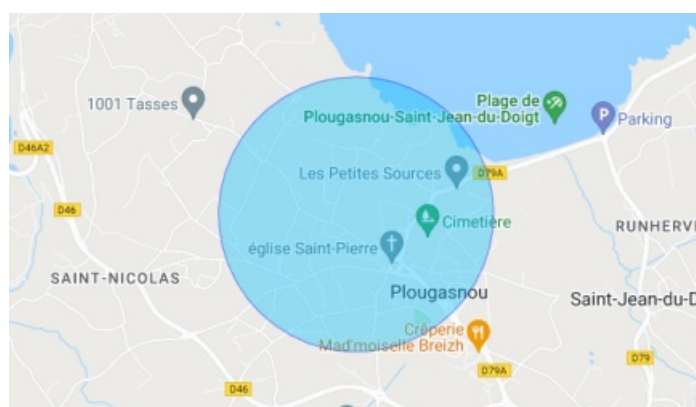 1001 Tasses
Plage de
Plougasnou-Saint-Jean-du-Doigt
P
Parking
D46A2
Les Petites Sources
D79A
D46
Cimetière
RUNHERV
église Saint-Pierre
SAINT-NICOLAS
Plougasnou
Saint-Jean-du-D
Crêperie
Mad'moiselle Breizh
D79
D79A